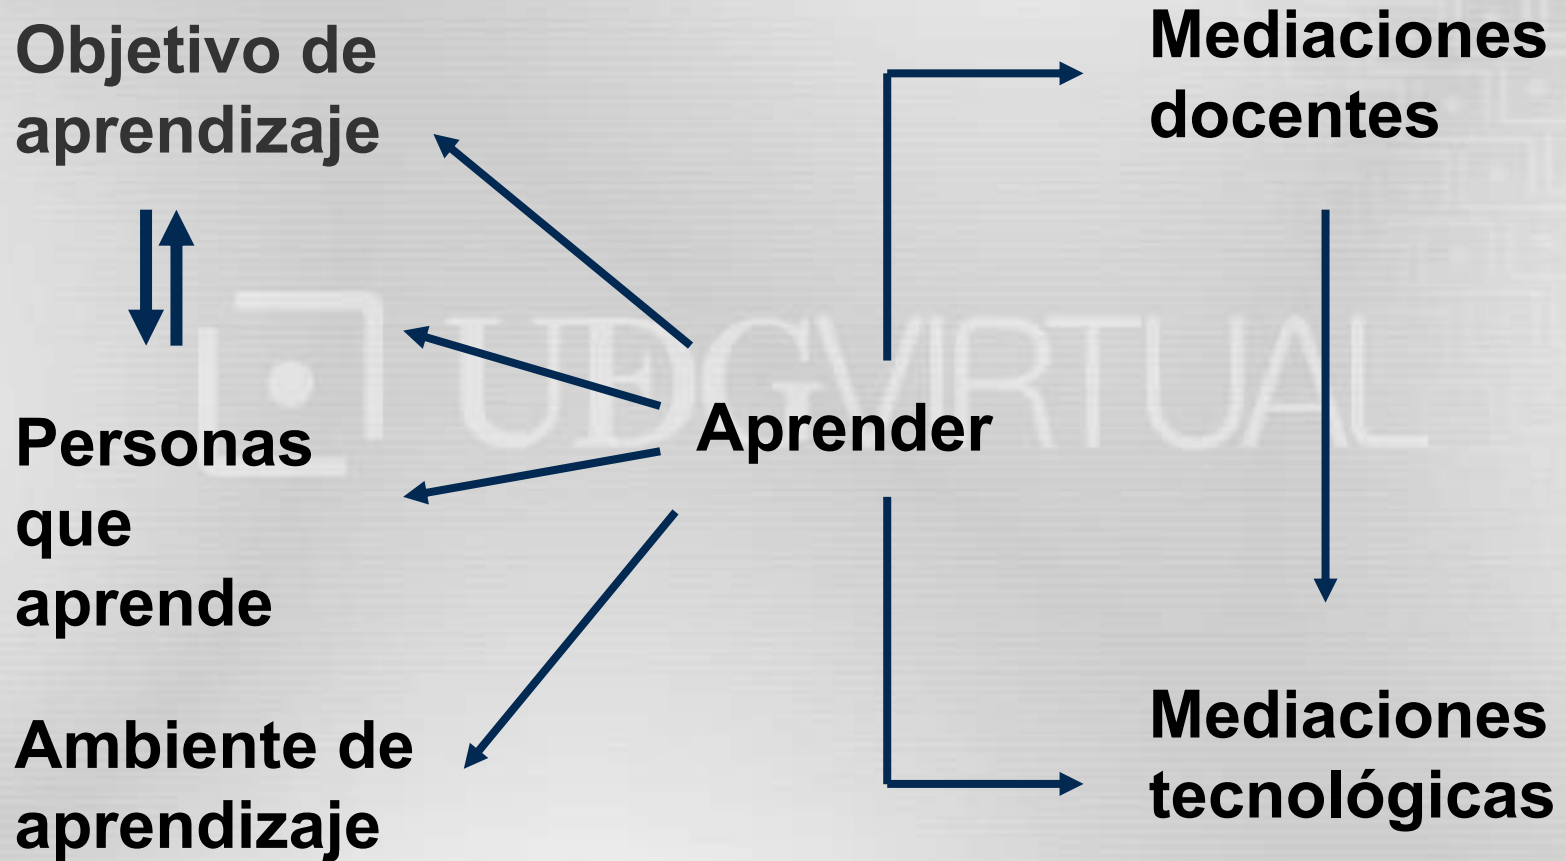 Objetivo de
aprendizaje
Mediaciones
docentes
UDGVIRTUAL
Aprender
Personas
que
aprende
Ambiente de
aprendizaje
Mediaciones
tecnológicas